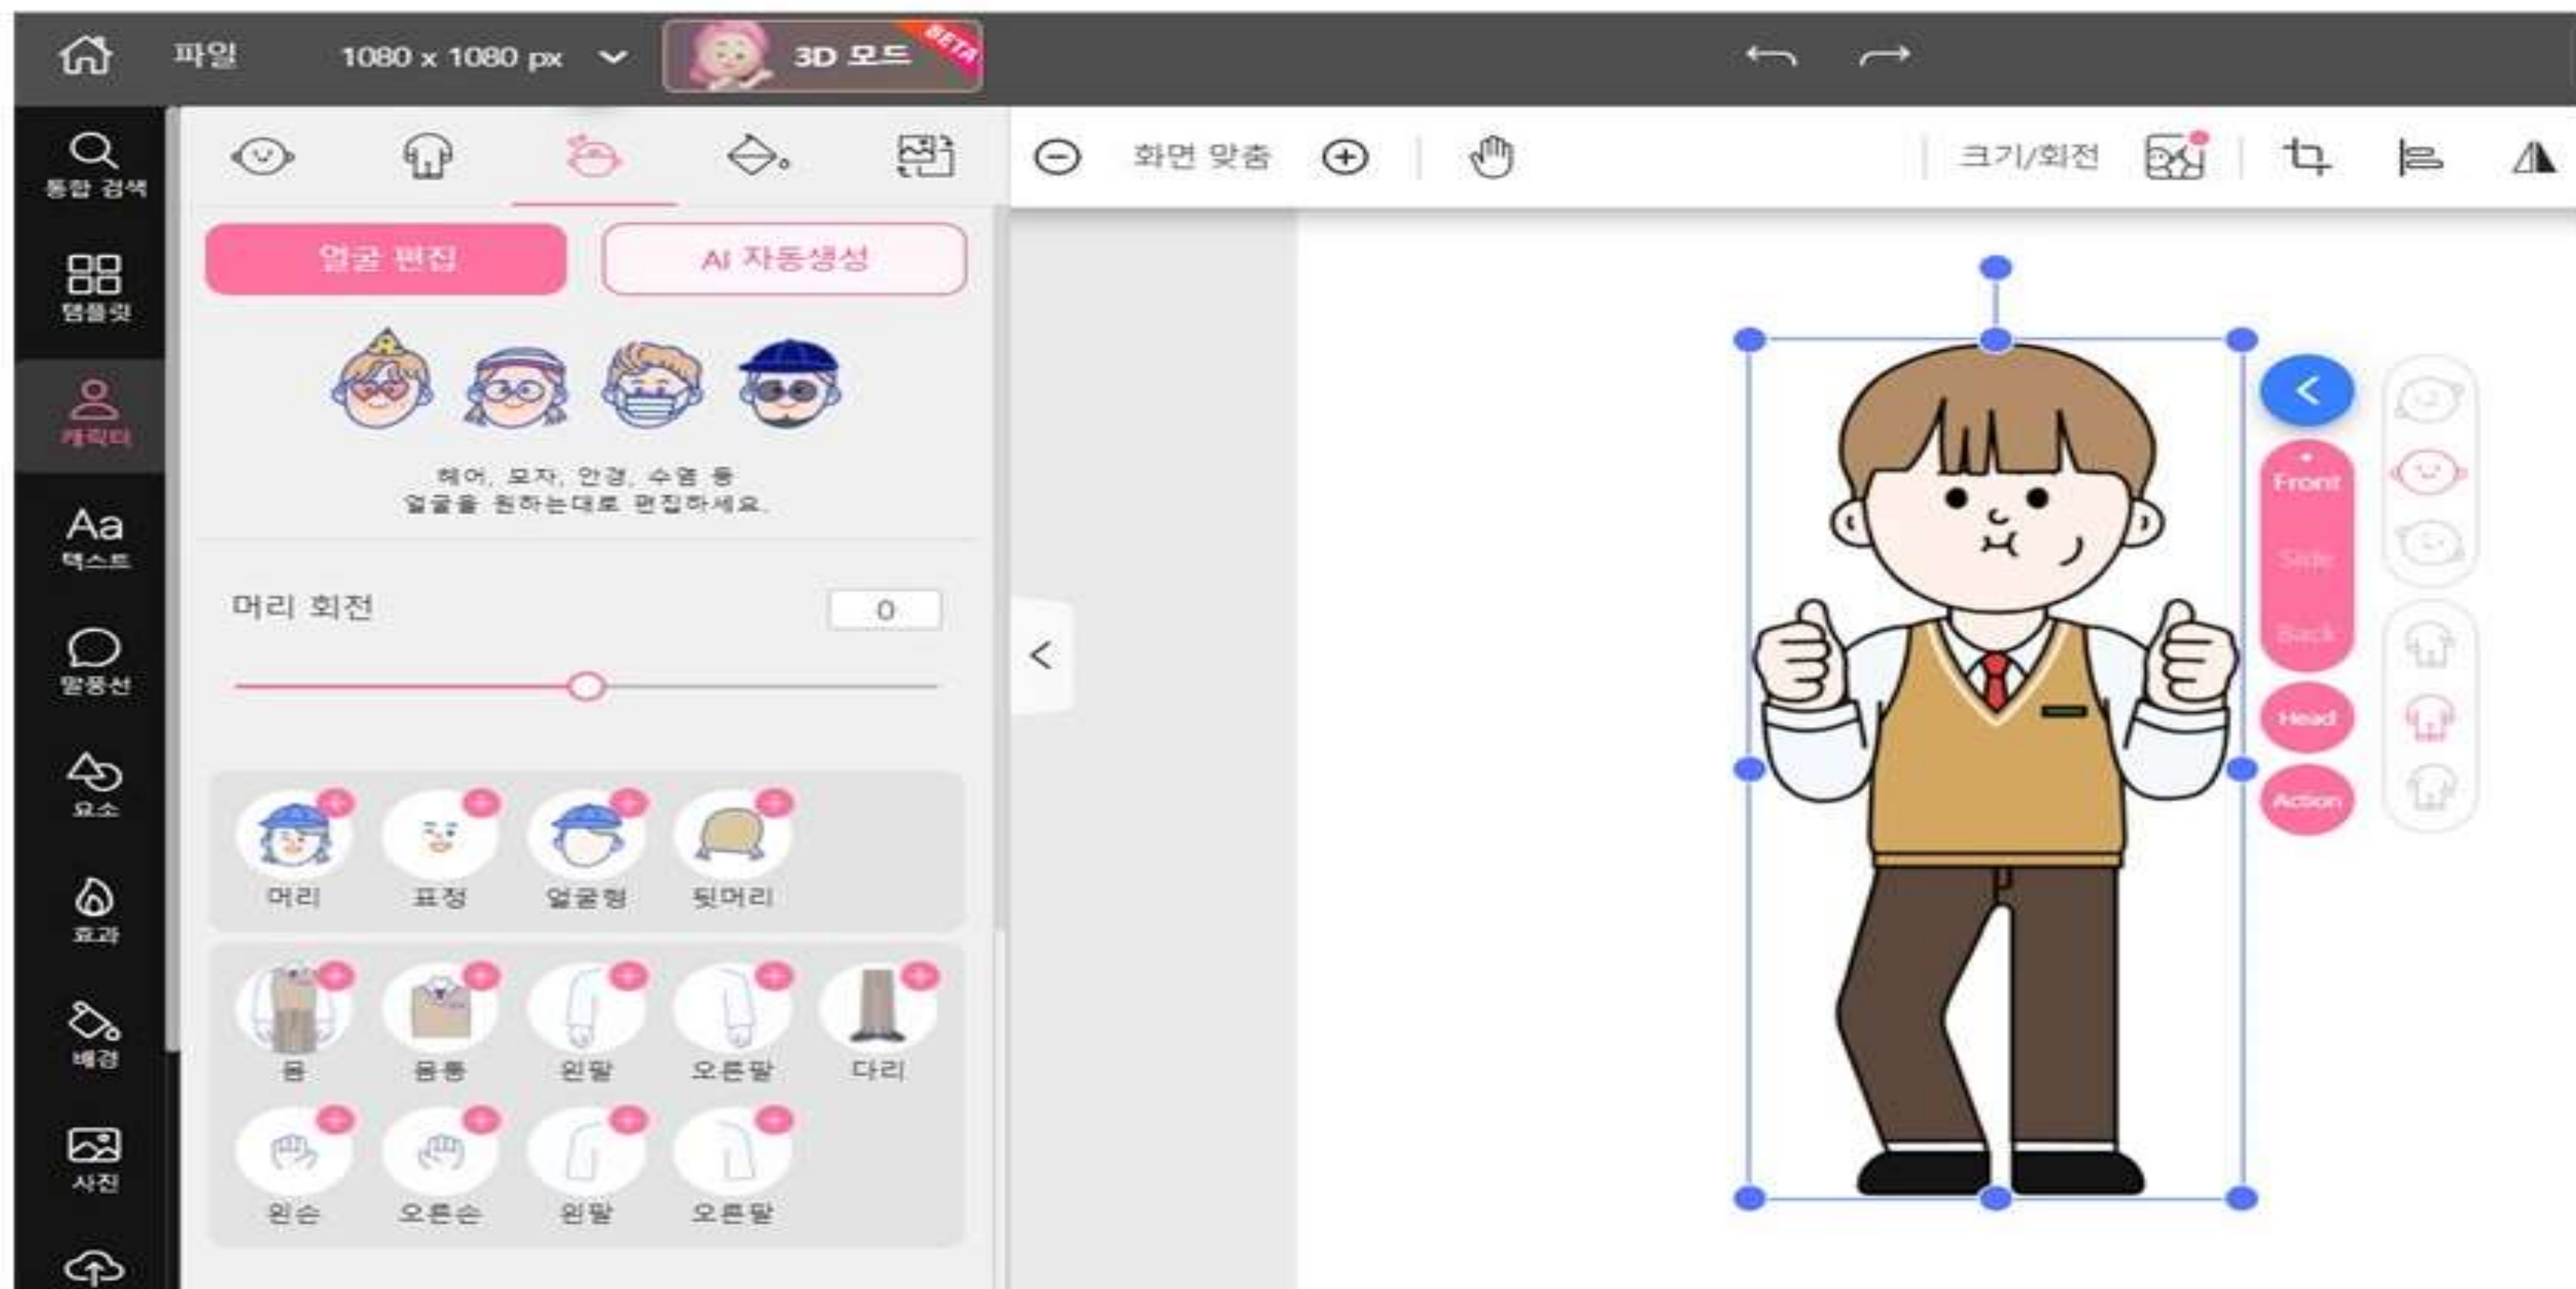 파일
1080 x 1080 px
3D 모드
BETA
통합 검색
템플릿
캐릭터
텍스트
말풍선
요소
효과
배경
사진
얼굴 편집
AI 자동생성
헤어, 모자, 안경, 수염 등
얼굴을 원하는대로 편집하세요.
머리 회전
0
머리 표정 얼굴형 뒷머리
몸 몸통 왼팔 오른팔 다리
왼손 오른손 왼팔 오른팔
화면 맞춤
크기/회전
Front
Side
Back
Head
Action